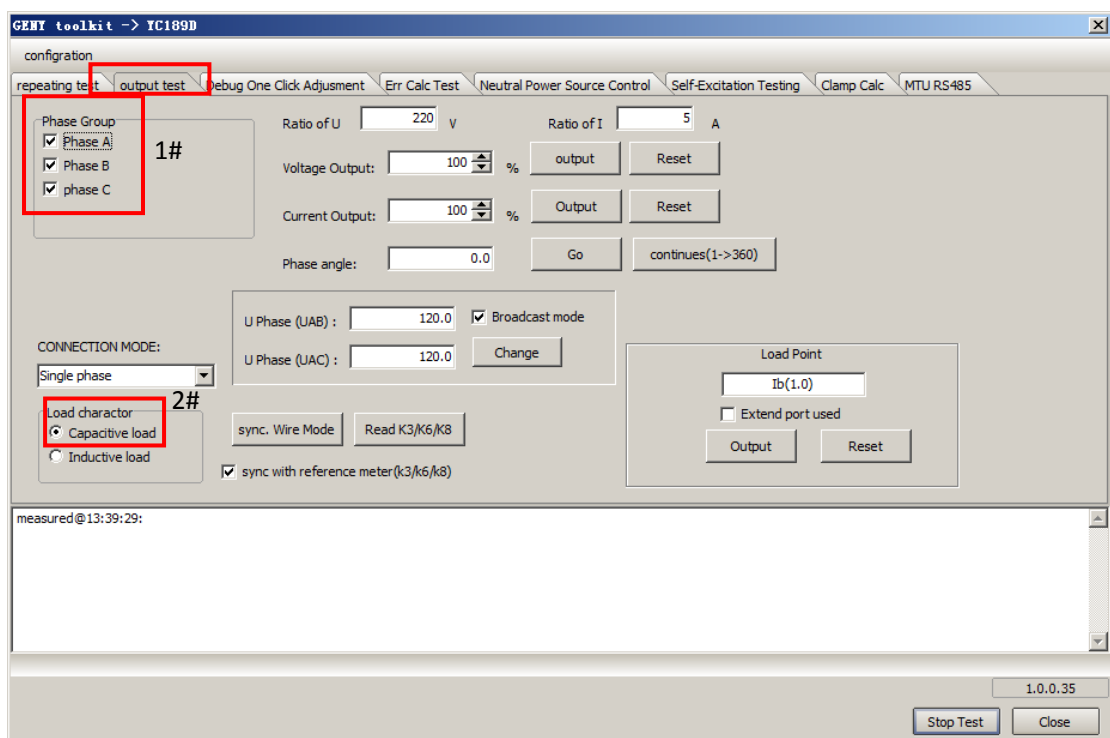 GENY toolkit -> YC189D
configration
repeating test output test Debug One Click Adjusment Err Calc Test Neutral Power Source Control Self-Excitation Testing Clamp Calc MTU RS485
Phase Group
Phase A
Phase B
phase C
1#
Ratio of U 220 V Ratio of I 5 A
Voltage Output: 100 % output Reset
Current Output: 100 % Output Reset
Phase angle: 0.0 Go continues(1->360)
U Phase (UAB) : 120.0 Broadcast mode
U Phase (UAC) : 120.0 Change
CONNECTION MODE:
Single phase
2#
Load charactor
Capacitive load
Inductive load
sync. Wire Mode Read K3/K6/K8
sync with reference meter(k3/k6/k8)
Load Point
Ib(1.0)
Extend port used
Output Reset
measured@13:39:29:
1.0.0.35
Stop Test Close